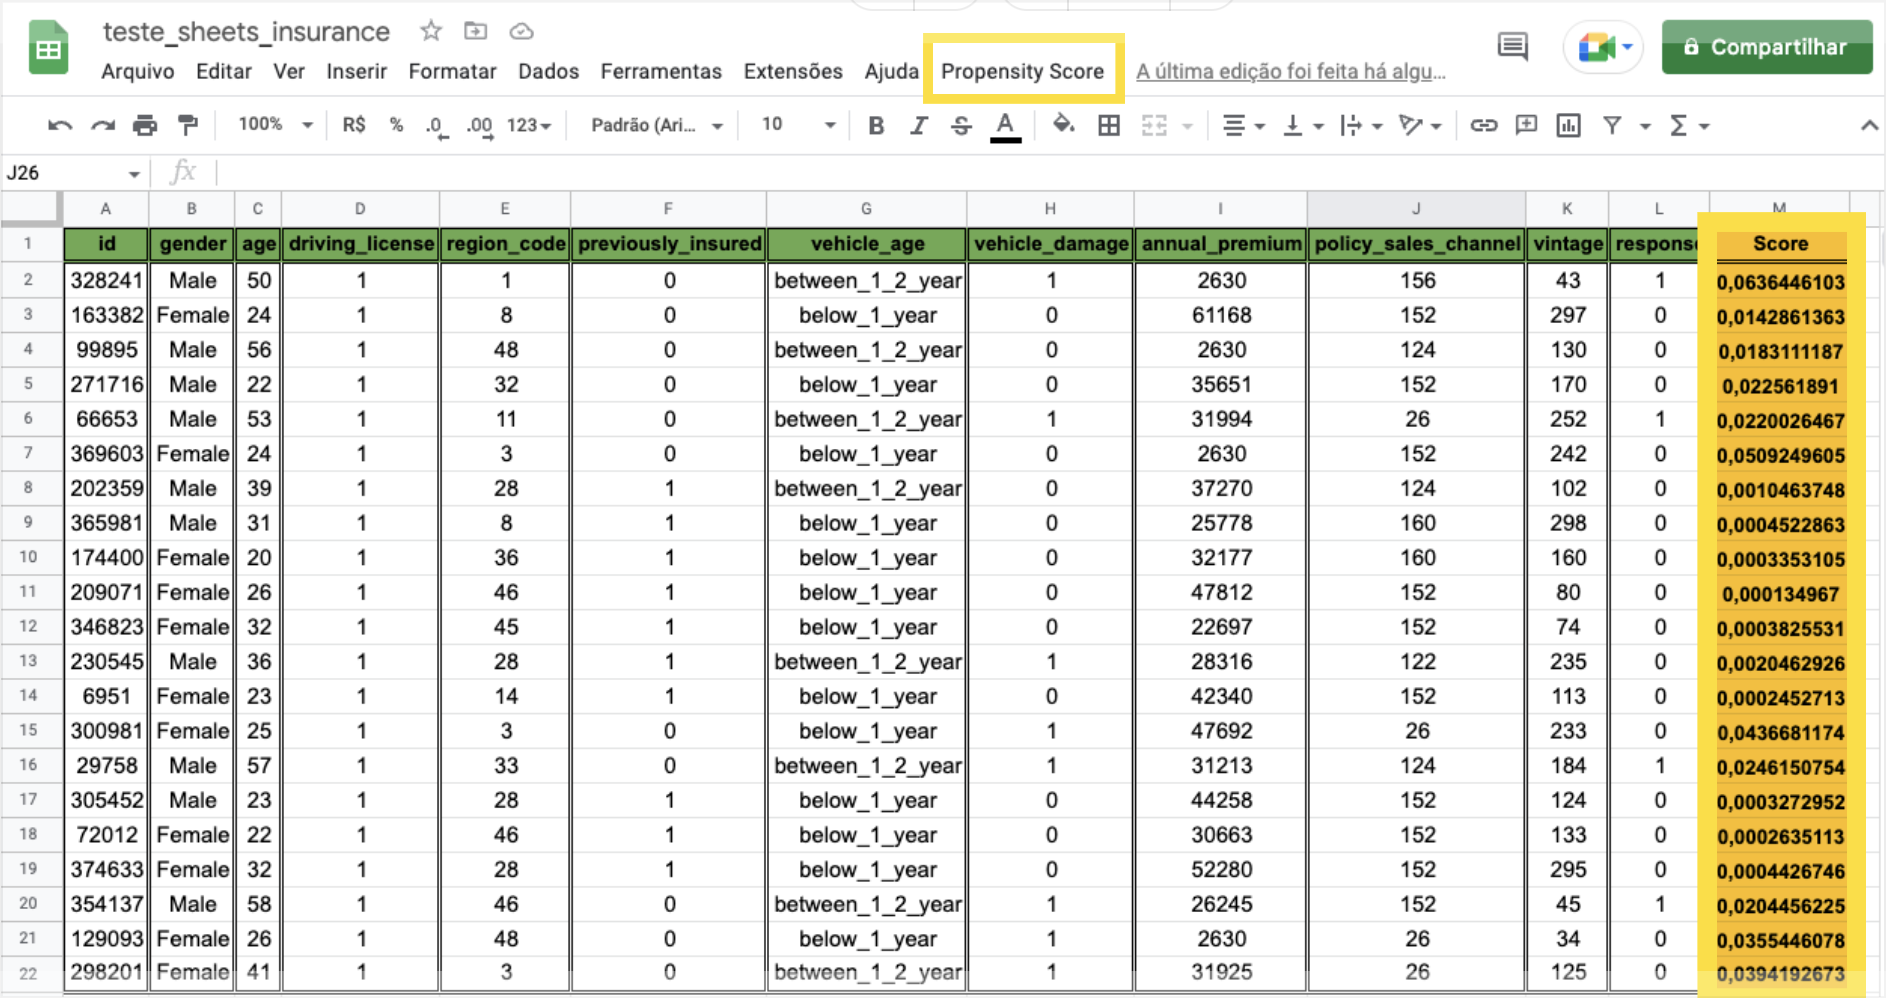 teste_sheets_insurance
Arquivo Editar Ver Inserir Formatar Dados Ferramentas Extensões Ajuda Propensity Score A última edição foi feita há algu...
Compartilhar
100% R$ % .0 .00 123 Padrão (Ari... 10 B I S A Σ
J26 fx
A B C D E F G H I J K L M
1 id gender age driving_license region_code previously_insured vehicle_age vehicle_damage annual_premium policy_sales_channel vintage response Score
2 328241 Male 50 1 1 0 between_1_2_year 1 2630 156 43 1 0,0636446103
3 163382 Female 24 1 8 0 below_1_year 0 61168 152 297 0 0,0142861363
4 99895 Male 56 1 48 0 between_1_2_year 0 2630 124 130 0 0,0183111187
5 271716 Male 22 1 32 0 below_1_year 0 35651 152 170 0 0,022561891
6 66653 Male 53 1 11 0 between_1_2_year 1 31994 26 252 1 0,0220026467
7 369603 Female 24 1 3 0 below_1_year 0 2630 152 242 0 0,0509249605
8 202359 Male 39 1 28 1 between_1_2_year 0 37270 124 102 0 0,0010463748
9 365981 Male 31 1 8 1 below_1_year 0 25778 160 298 0 0,0004522863
10 174400 Female 20 1 36 1 below_1_year 0 32177 160 160 0 0,0003353105
11 209071 Female 26 1 46 1 below_1_year 0 47812 152 80 0 0,000134967
12 346823 Female 32 1 45 1 below_1_year 0 22697 152 74 0 0,0003825531
13 230545 Male 36 1 28 1 between_1_2_year 1 28316 122 235 0 0,0020462926
14 6951 Female 23 1 14 1 below_1_year 0 42340 152 113 0 0,0002452713
15 300981 Female 25 1 3 0 below_1_year 1 47692 26 233 0 0,0436681174
16 29758 Male 57 1 33 0 between_1_2_year 1 31213 124 184 1 0,0246150754
17 305452 Male 23 1 28 1 below_1_year 0 44258 152 124 0 0,0003272952
18 72012 Female 22 1 46 1 below_1_year 0 30663 152 133 0 0,0002635113
19 374633 Female 32 1 28 1 below_1_year 0 52280 152 295 0 0,0004426746
20 354137 Male 58 1 46 0 between_1_2_year 1 26245 152 45 1 0,0204456225
21 129093 Female 26 1 48 0 below_1_year 1 2630 26 34 0 0,0355446078
22 298201 Female 41 1 3 0 between_1_2_year 1 31925 26 125 0 0,0394192673